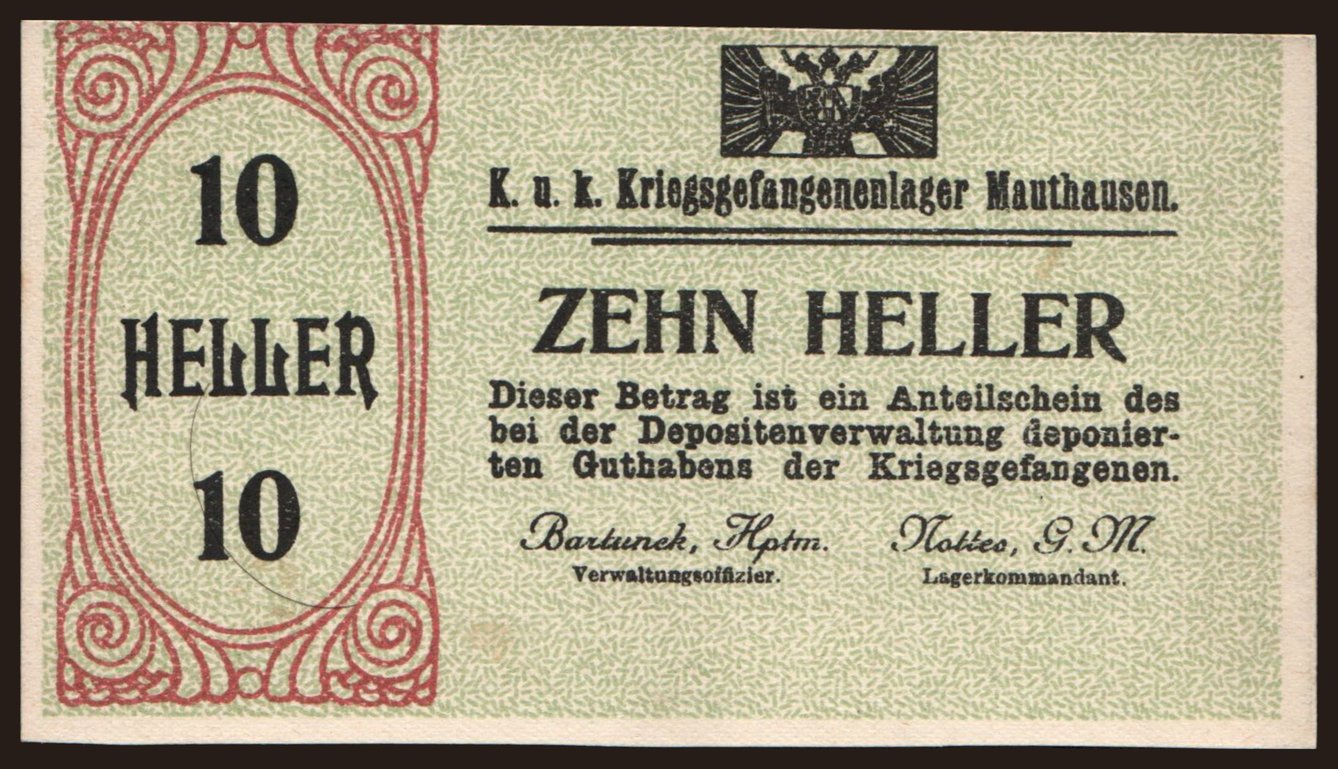 10
HELLER
10
K. u. k. Kriegsgefangenenlager Mauthausen.
ZEHN HELLER
Dieser Betrag ist ein Anteilschein des
bei der Depositenverwaltung deponier-
ten Guthabens der Kriegsgefangenen.
Bartunek, Hptm. Nottes, G. M.
Verwaltungsoffizier. Lagerkommandant.